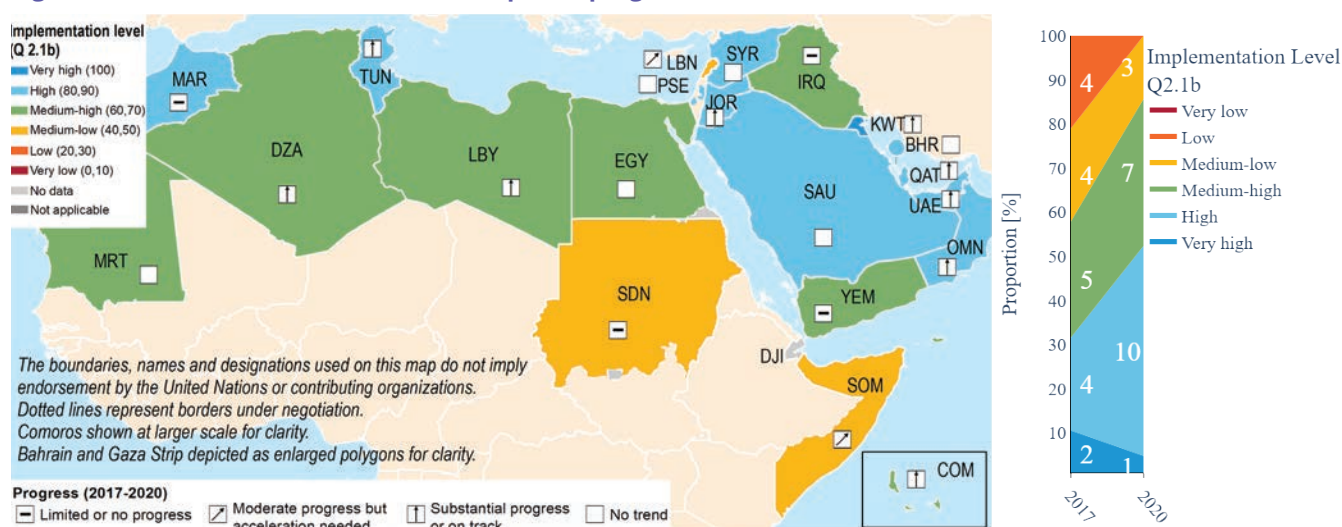 Implementation level
(Q 2.1b)
Very high (100)
High (80,90)
Medium-high (60,70)
Medium-low (40,50)
Low (20,30)
Very low (0,10)
No data
Not applicable
MAR
TUN
DZA
LBY
EGY
MRT
SDN
LBN
PSE
SYR
JOR
IRQ
KWT
BHR
QAT
UAE
SAU
OMN
YEM
DJI
SOM
COM
The boundaries, names and designations used on this map do not imply
endorsement by the United Nations or contributing organizations.
Dotted lines represent borders under negotiation.
Comoros shown at larger scale for clarity.
Bahrain and Gaza Strip depicted as enlarged polygons for clarity.
Progress (2017-2020)
Limited or no progress
Moderate progress but
acceleration needed
Substantial progress
or on track
No trend
Proportion [%]
100
90
80
70
60
50
40
30
20
10
4
3
4
7
5
10
4
2
1
2017
2020
Implementation Level
Q2.1b
Very low
Low
Medium-low
Medium-high
High
Very high